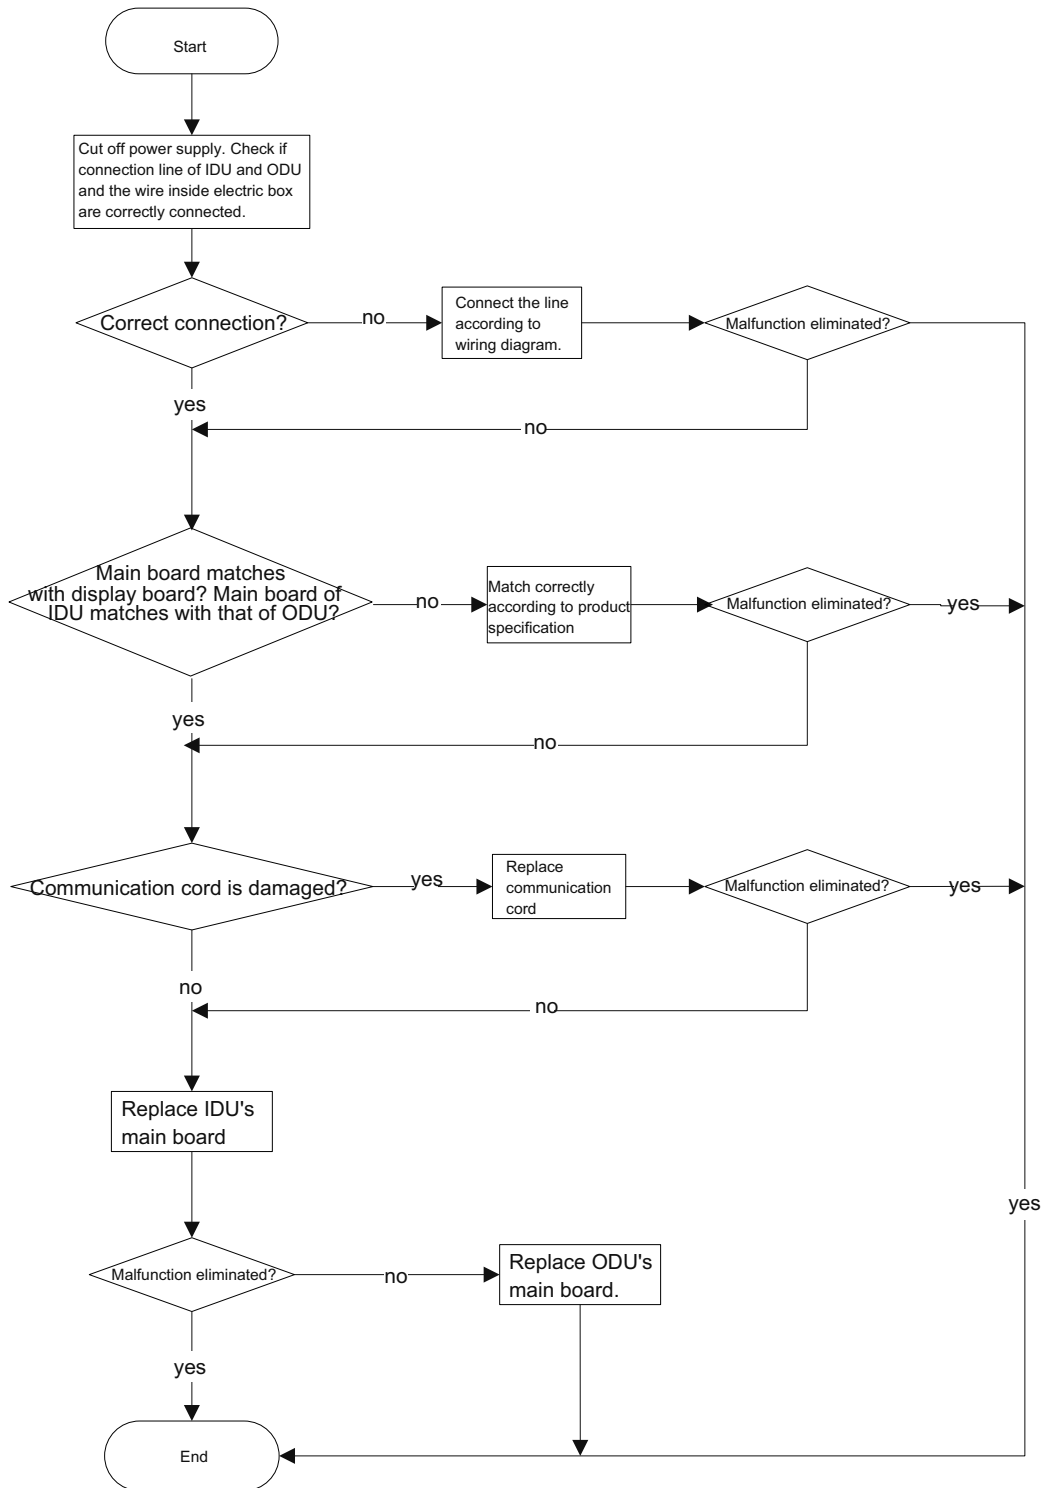 Start
Cut off power supply. Check if
connection line of IDU and ODU
and the wire inside electric box
are correctly connected.
Correct connection?
no
Connect the line
according to
wiring diagram.
Malfunction eliminated?
yes
no
Main board matches
with display board? Main board of
IDU matches with that of ODU?
no
Match correctly
according to product
specification
Malfunction eliminated?
yes
yes
no
Communication cord is damaged?
yes
Replace
communication
cord
Malfunction eliminated?
yes
no
no
Replace IDU's
main board
yes
Malfunction eliminated?
no
Replace ODU's
main board.
yes
End